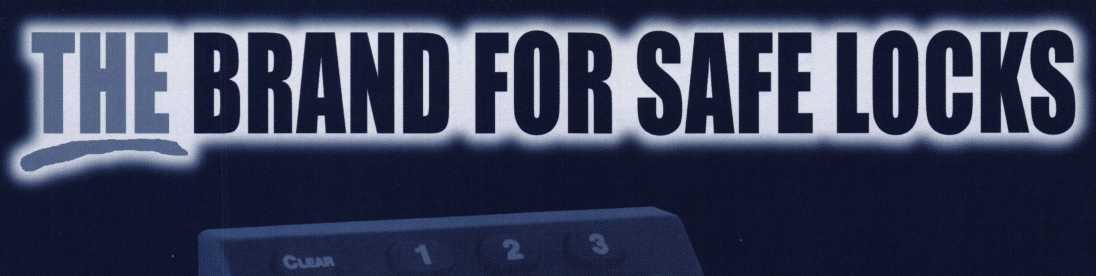 THE BRAND FOR SAFE LOCKS
CLEAR 1 2 3